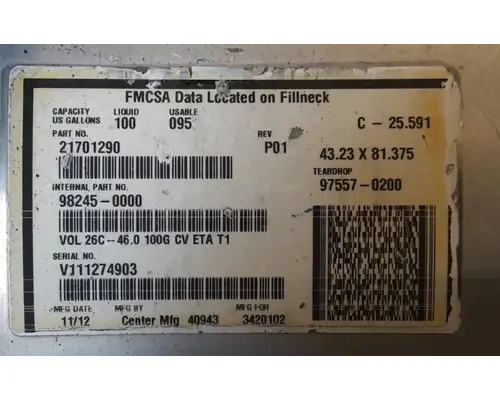 FMCSA Data Located on Fillneck
CAPACITY LIQUID USABLE
US GALLONS 100 095
C - 25.591
PART NO. REV
21701290 P01
43.23 X 81.375
TEARDROP
INTERNAL PART NO. 97557-0200
98245-0000
VOL 26C-46.0 100G CV ETA T1
SERIAL NO.
V111274903
MFG DATE MFG BY MFG FOR
11/12 Center Mfg 40943 3420102